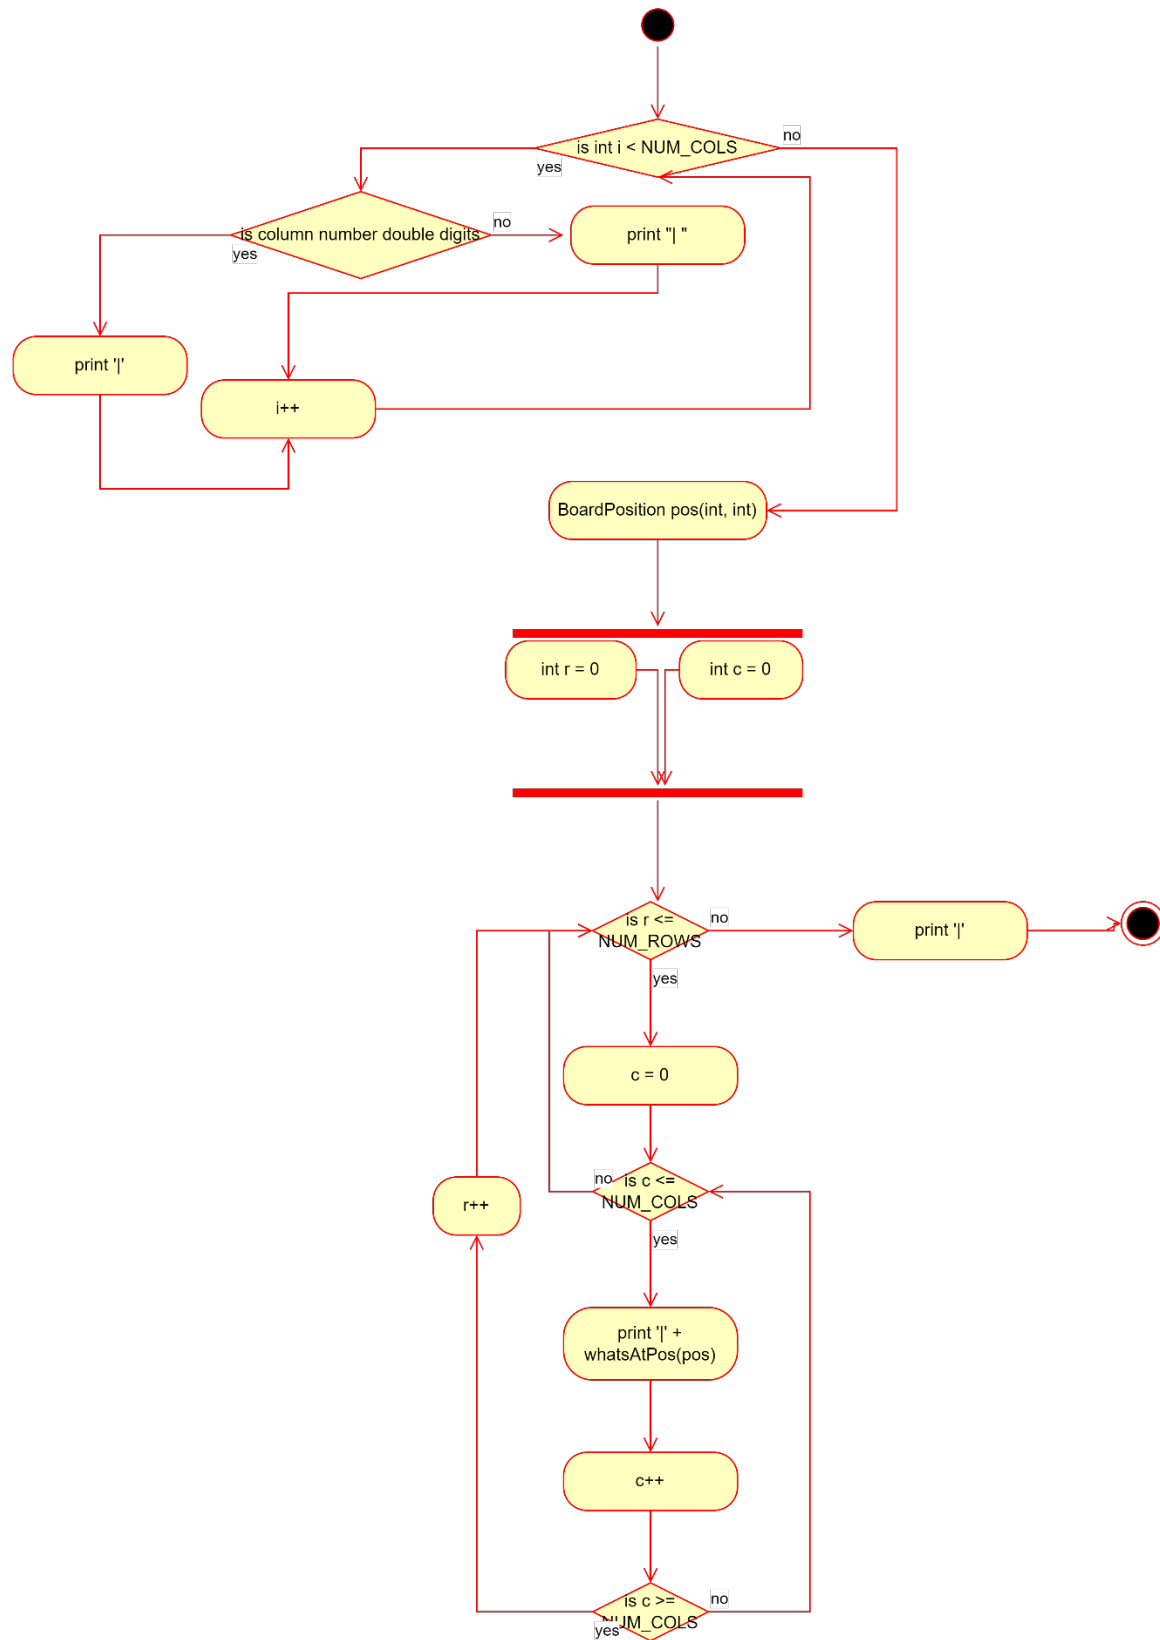 is int i < NUM_COLS
no
yes
is column number double digits
no
yes
print "| "
print '|'
i++
BoardPosition pos(int, int)
int r = 0
int c = 0
is r <=
NUM_ROWS
no
print '|'
yes
c = 0
no
is c <=
NUM_COLS
r++
yes
print '|' +
whatsAtPos(pos)
c++
is c >=
NUM_COLS
no
yes